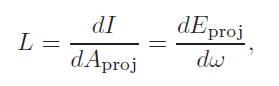 L = dI / dA_proj = dE_proj / dω,